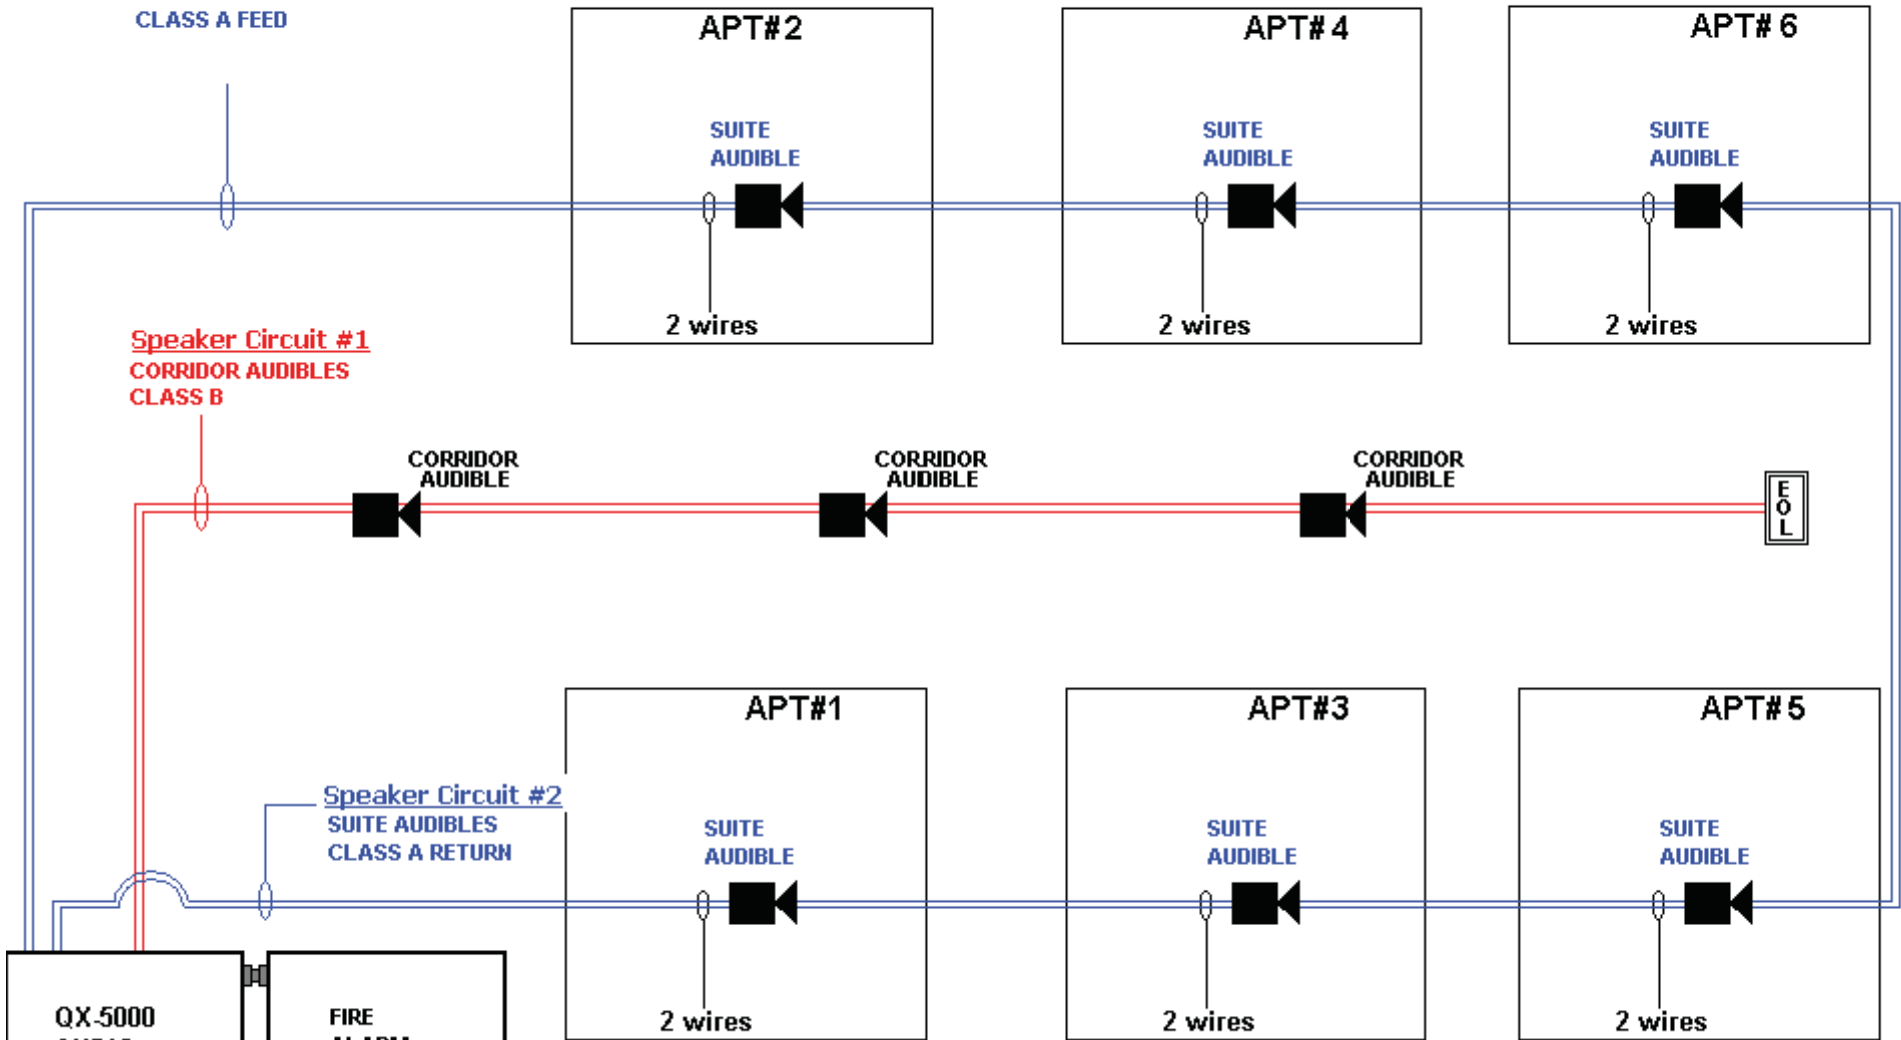 CLASS A FEED
APT#2
APT#4
APT#6
SUITE
AUDIBLE
SUITE
AUDIBLE
SUITE
AUDIBLE
2 wires
2 wires
2 wires
Speaker Circuit #1
CORRIDOR AUDIBLES
CLASS B
CORRIDOR
AUDIBLE
CORRIDOR
AUDIBLE
CORRIDOR
AUDIBLE
EOL
APT#1
APT#3
APT#5
Speaker Circuit #2
SUITE AUDIBLES
CLASS A RETURN
SUITE
AUDIBLE
SUITE
AUDIBLE
SUITE
AUDIBLE
2 wires
2 wires
2 wires
QX-5000
FIRE
ALARM